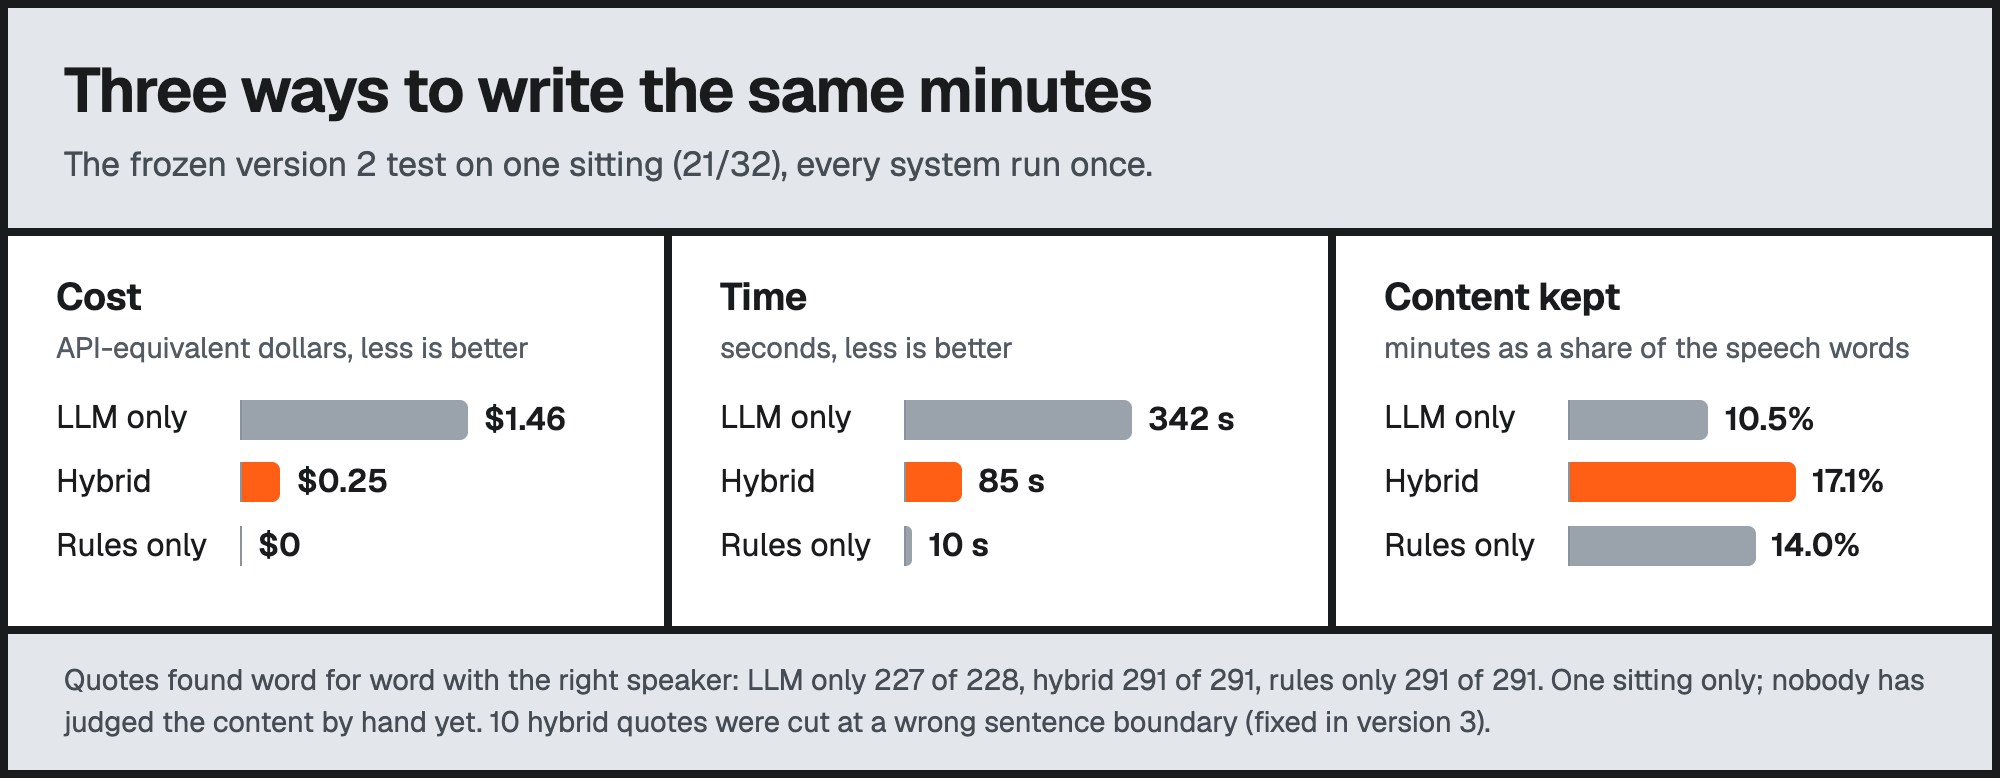 Three ways to write the same minutes
The frozen version 2 test on one sitting (21/32), every system run once.
Cost
API-equivalent dollars, less is better
LLM only $1.46
Hybrid $0.25
Rules only $0
Time
seconds, less is better
LLM only 342 s
Hybrid 85 s
Rules only 10 s
Content kept
minutes as a share of the speech words
LLM only 10.5%
Hybrid 17.1%
Rules only 14.0%
Quotes found word for word with the right speaker: LLM only 227 of 228, hybrid 291 of 291, rules only 291 of 291. One sitting only; nobody has
judged the content by hand yet. 10 hybrid quotes were cut at a wrong sentence boundary (fixed in version 3).